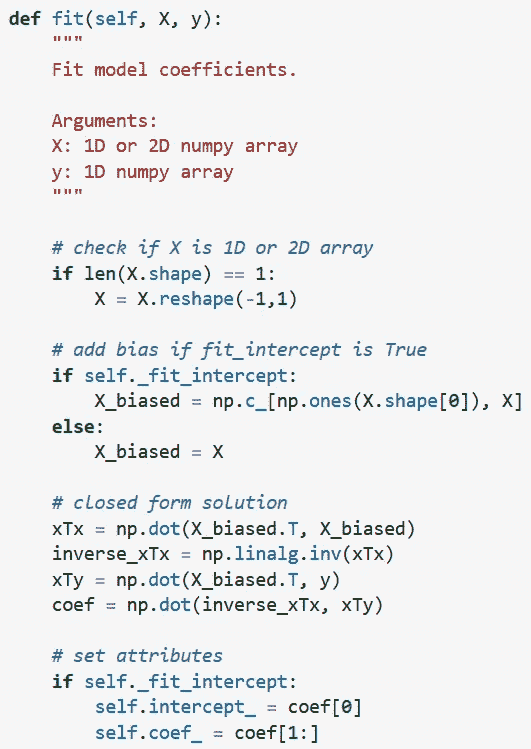 def fit(self, X, y):
    """
    Fit model coefficients.

    Arguments:
    X: 1D or 2D numpy array
    y: 1D numpy array
    """

    # check if X is 1D or 2D array
    if len(X.shape) == 1:
        X = X.reshape(-1,1)

    # add bias if fit_intercept is True
    if self._fit_intercept:
        X_biased = np.c_[np.ones(X.shape[0]), X]
    else:
        X_biased = X

    # closed form solution
    xTx = np.dot(X_biased.T, X_biased)
    inverse_xTx = np.linalg.inv(xTx)
    xTy = np.dot(X_biased.T, y)
    coef = np.dot(inverse_xTx, xTy)

    # set attributes
    if self._fit_intercept:
        self.intercept_ = coef[0]
        self.coef_ = coef[1:]